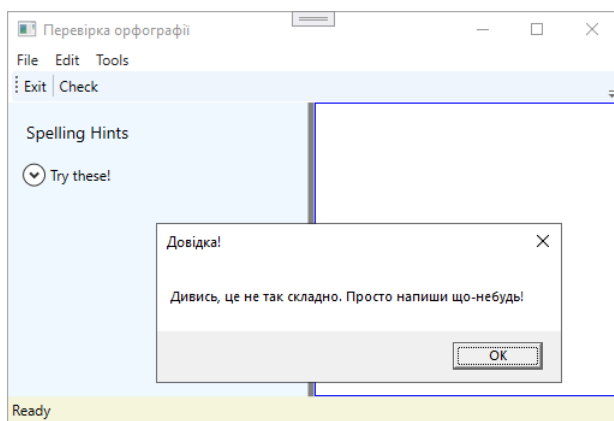 Перевірка орфографії
File Edit Tools
Exit Check
Spelling Hints
Try these!
Довідка!
Дивись, це не так складно. Просто напиши що-небудь!
OK
Ready